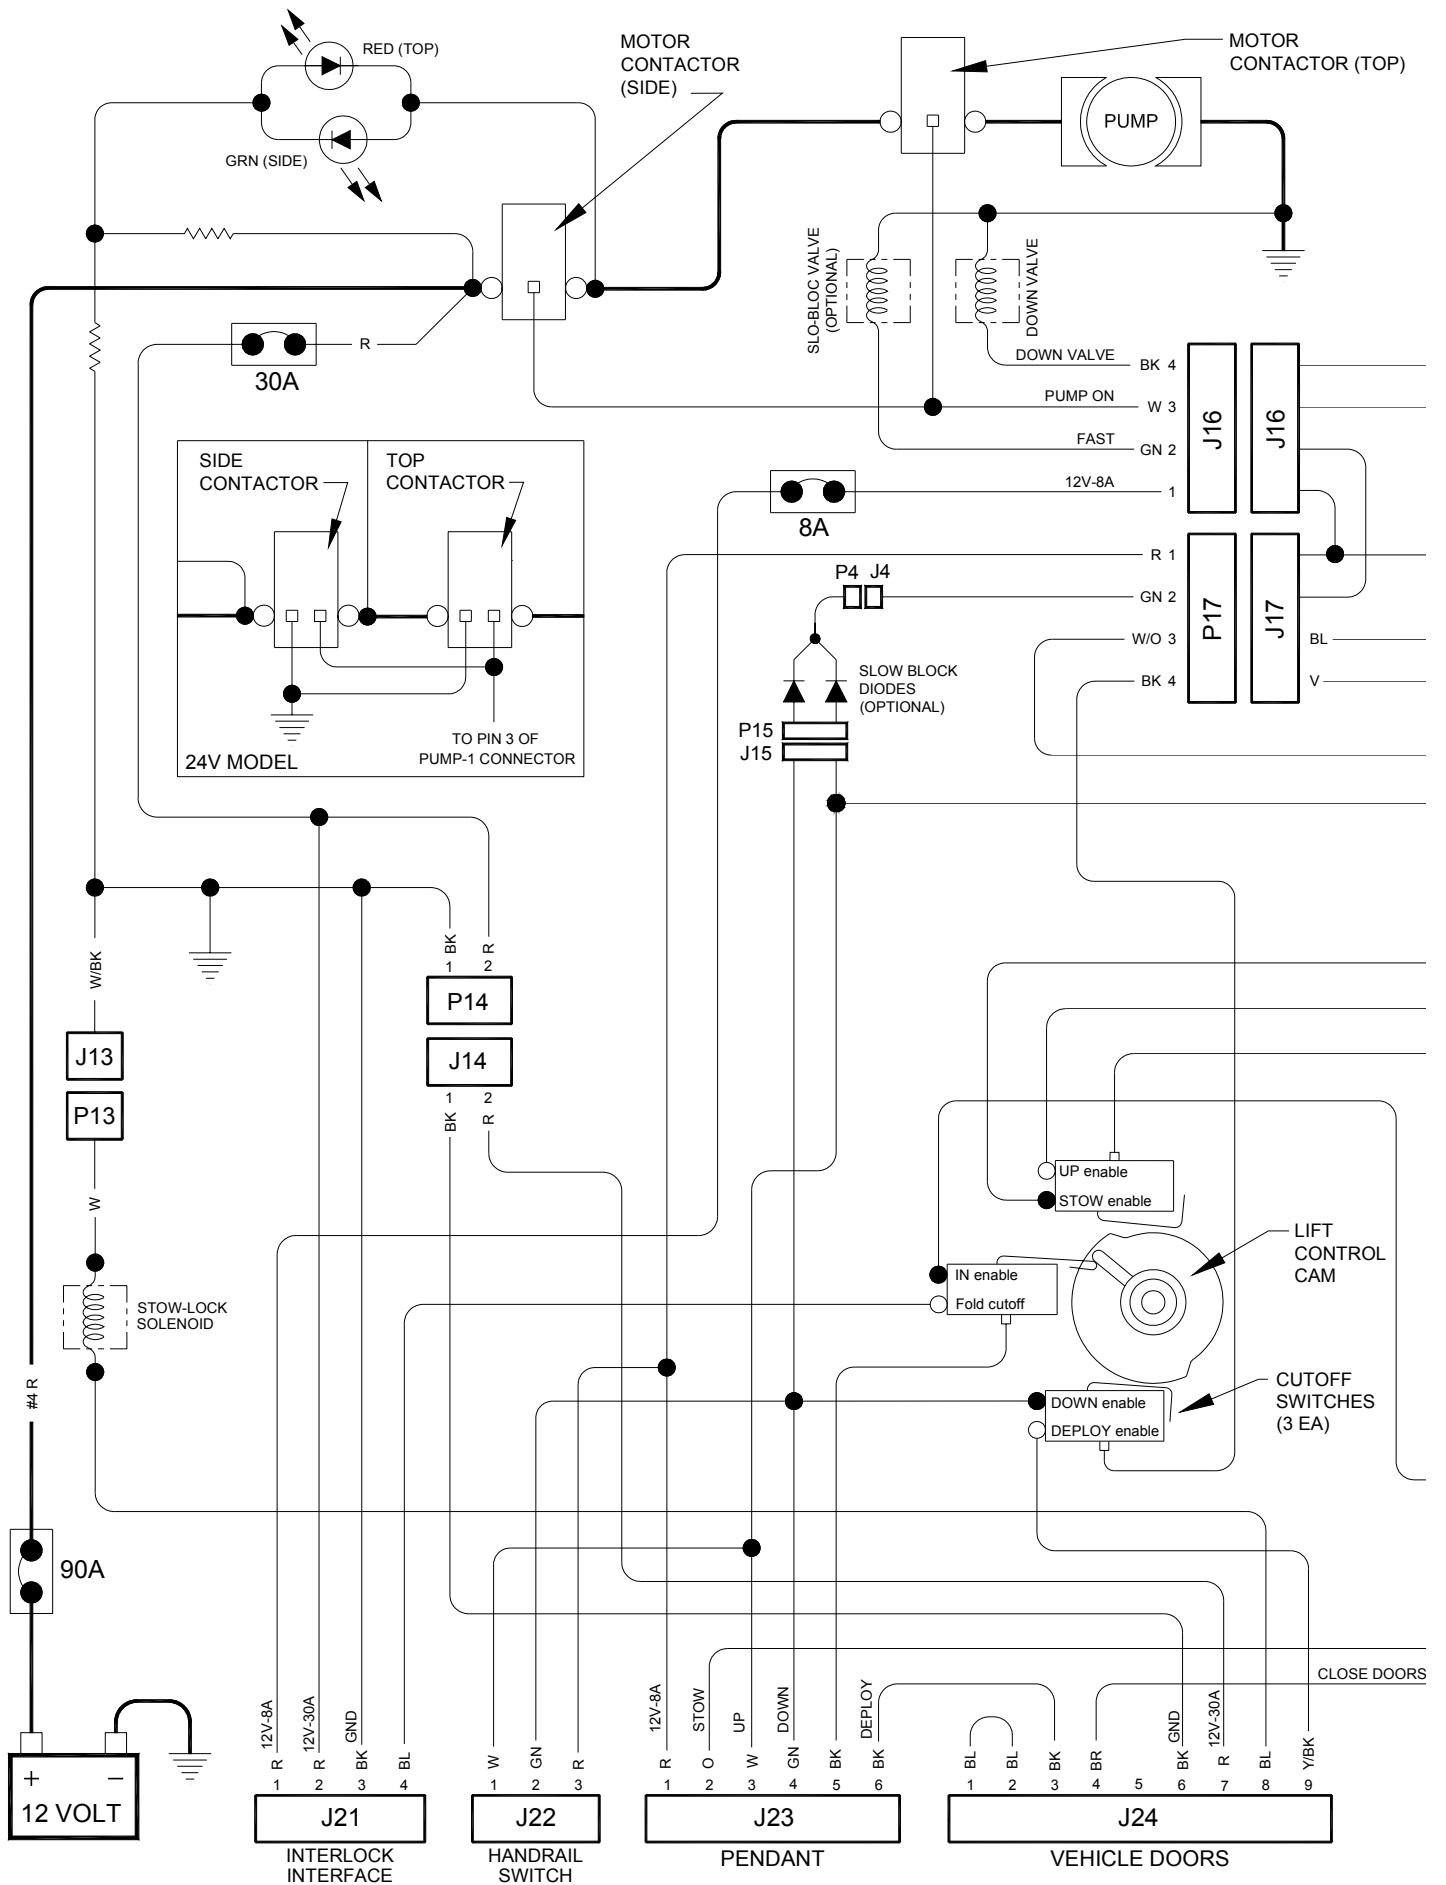 RED (TOP)
GRN (SIDE)
MOTOR
CONTACTOR
(SIDE)
MOTOR
CONTACTOR (TOP)
PUMP
SLO-BLOC VALVE
(OPTIONAL)
DOWN VALVE
R
30A
DOWN VALVE
BK 4
PUMP ON
W 3
FAST
GN 2
12V-8A
1
J16
J16
8A
SIDE
CONTACTOR
TOP
CONTACTOR
TO PIN 3 OF
PUMP-1 CONNECTOR
24V MODEL
R 1
GN 2
W/O 3
BK 4
P17
J17
BL
V
P4
J4
SLOW BLOCK
DIODES
(OPTIONAL)
P15
J15
W/BK
BK
R
1
2
P14
J14
1
2
BK
R
J13
P13
W
STOW-LOCK
SOLENOID
UP enable
STOW enable
IN enable
Fold cutoff
LIFT
CONTROL
CAM
DOWN enable
DEPLOY enable
CUTOFF
SWITCHES
(3 EA)
#4 R
90A
CLOSE DOORS
+
−
12 VOLT
12V-8A
12V-30A
GND
R
R
BK
BL
1
2
3
4
J21
INTERLOCK
INTERFACE
W
GN
R
1
2
3
J22
HANDRAIL
SWITCH
12V-8A
STOW
UP
DOWN
DEPLOY
R
O
W
GN
BK
BK
1
2
3
4
5
6
J23
PENDANT
GND
12V-30A
BL
BL
BK
BR
BK
R
BL
Y/BK
1
2
3
4
5
6
7
8
9
J24
VEHICLE DOORS